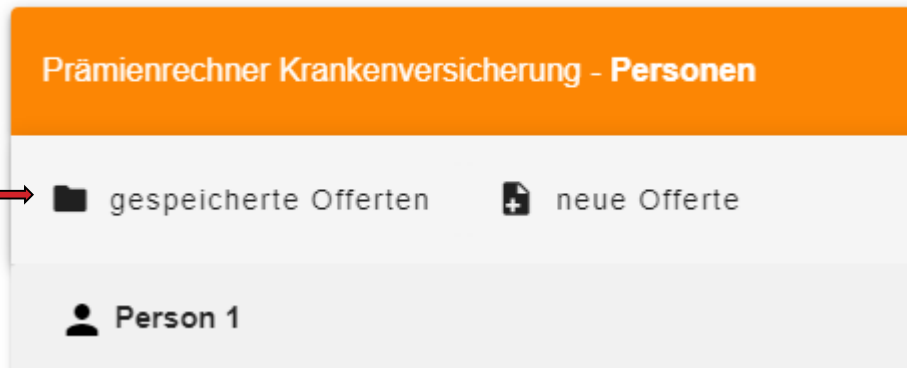 Prämienrechner Krankenversicherung - Personen
gespeicherte Offerten neue Offerte
Person 1